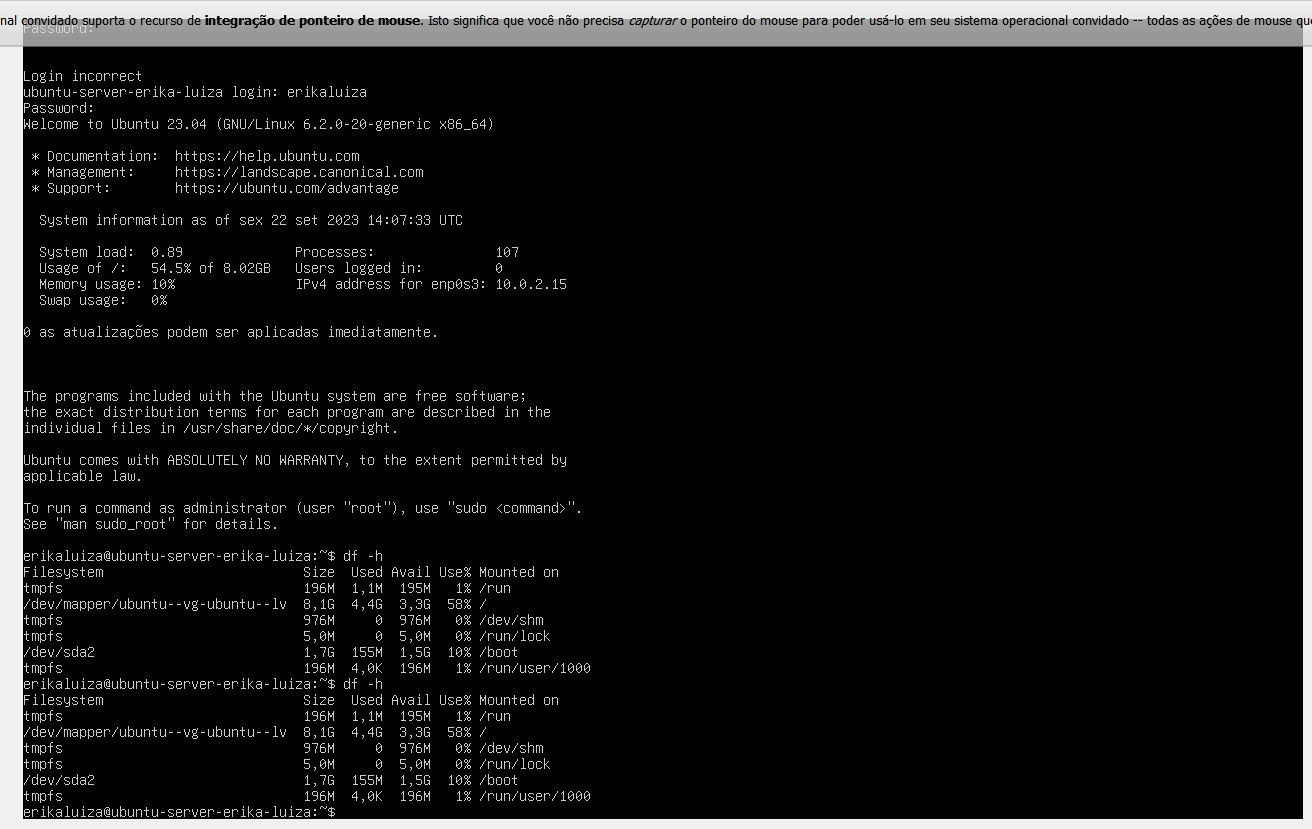 nal convidado suporta o recurso de integração de ponteiro de mouse. Isto significa que você não precisa capturar o ponteiro do mouse para poder usá-lo em seu sistema operacional convidado -- todas as ações de mouse qu
Password:
Login incorrect
ubuntu-server-erika-luiza login: erikaluiza
Password:
Welcome to Ubuntu 23.04 (GNU/Linux 6.2.0-20-generic x86_64)
* Documentation:  https://help.ubuntu.com
* Management:     https://landscape.canonical.com
* Support:        https://ubuntu.com/advantage
System information as of sex 22 set 2023 14:07:33 UTC
System load:  0.89              Processes:               107
Usage of /:   54.5% of 8.02GB   Users logged in:         0
Memory usage: 10%               IPv4 address for enp0s3: 10.0.2.15
Swap usage:   0%
0 as atualizações podem ser aplicadas imediatamente.
The programs included with the Ubuntu system are free software;
the exact distribution terms for each program are described in the
individual files in /usr/share/doc/*/copyright.
Ubuntu comes with ABSOLUTELY NO WARRANTY, to the extent permitted by
applicable law.
To run a command as administrator (user "root"), use "sudo <command>".
See "man sudo_root" for details.
erikaluiza@ubuntu-server-erika-luiza:~$ df -h
Filesystem                         Size  Used Avail Use% Mounted on
tmpfs                              196M  1,1M  195M   1% /run
/dev/mapper/ubuntu--vg-ubuntu--lv  8,1G  4,4G  3,3G  58% /
tmpfs                              976M     0  976M   0% /dev/shm
tmpfs                              5,0M     0  5,0M   0% /run/lock
/dev/sda2                          1,7G  155M  1,5G  10% /boot
tmpfs                              196M  4,0K  196M   1% /run/user/1000
erikaluiza@ubuntu-server-erika-luiza:~$ df -h
Filesystem                         Size  Used Avail Use% Mounted on
tmpfs                              196M  1,1M  195M   1% /run
/dev/mapper/ubuntu--vg-ubuntu--lv  8,1G  4,4G  3,3G  58% /
tmpfs                              976M     0  976M   0% /dev/shm
tmpfs                              5,0M     0  5,0M   0% /run/lock
/dev/sda2                          1,7G  155M  1,5G  10% /boot
tmpfs                              196M  4,0K  196M   1% /run/user/1000
erikaluiza@ubuntu-server-erika-luiza:~$